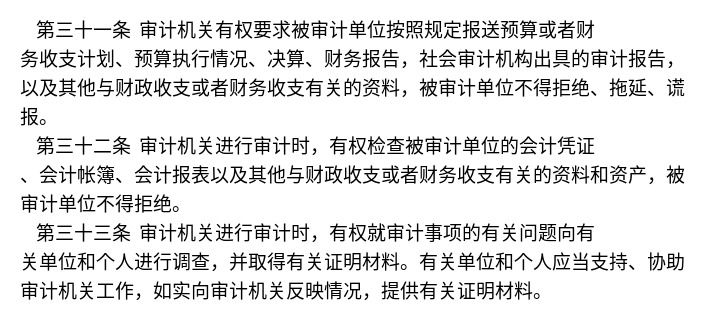 第三十一条 审计机关有权要求被审计单位按照规定报送预算或者财
务收支计划、预算执行情况、决算、财务报告，社会审计机构出具的审计报告，
以及其他与财政收支或者财务收支有关的资料，被审计单位不得拒绝、拖延、谎
报。
第三十二条 审计机关进行审计时，有权检查被审计单位的会计凭证
、会计帐簿、会计报表以及其他与财政收支或者财务收支有关的资料和资产，被
审计单位不得拒绝。
第三十三条 审计机关进行审计时，有权就审计事项的有关问题向有
关单位和个人进行调查，并取得有关证明材料。有关单位和个人应当支持、协助
审计机关工作，如实向审计机关反映情况，提供有关证明材料。